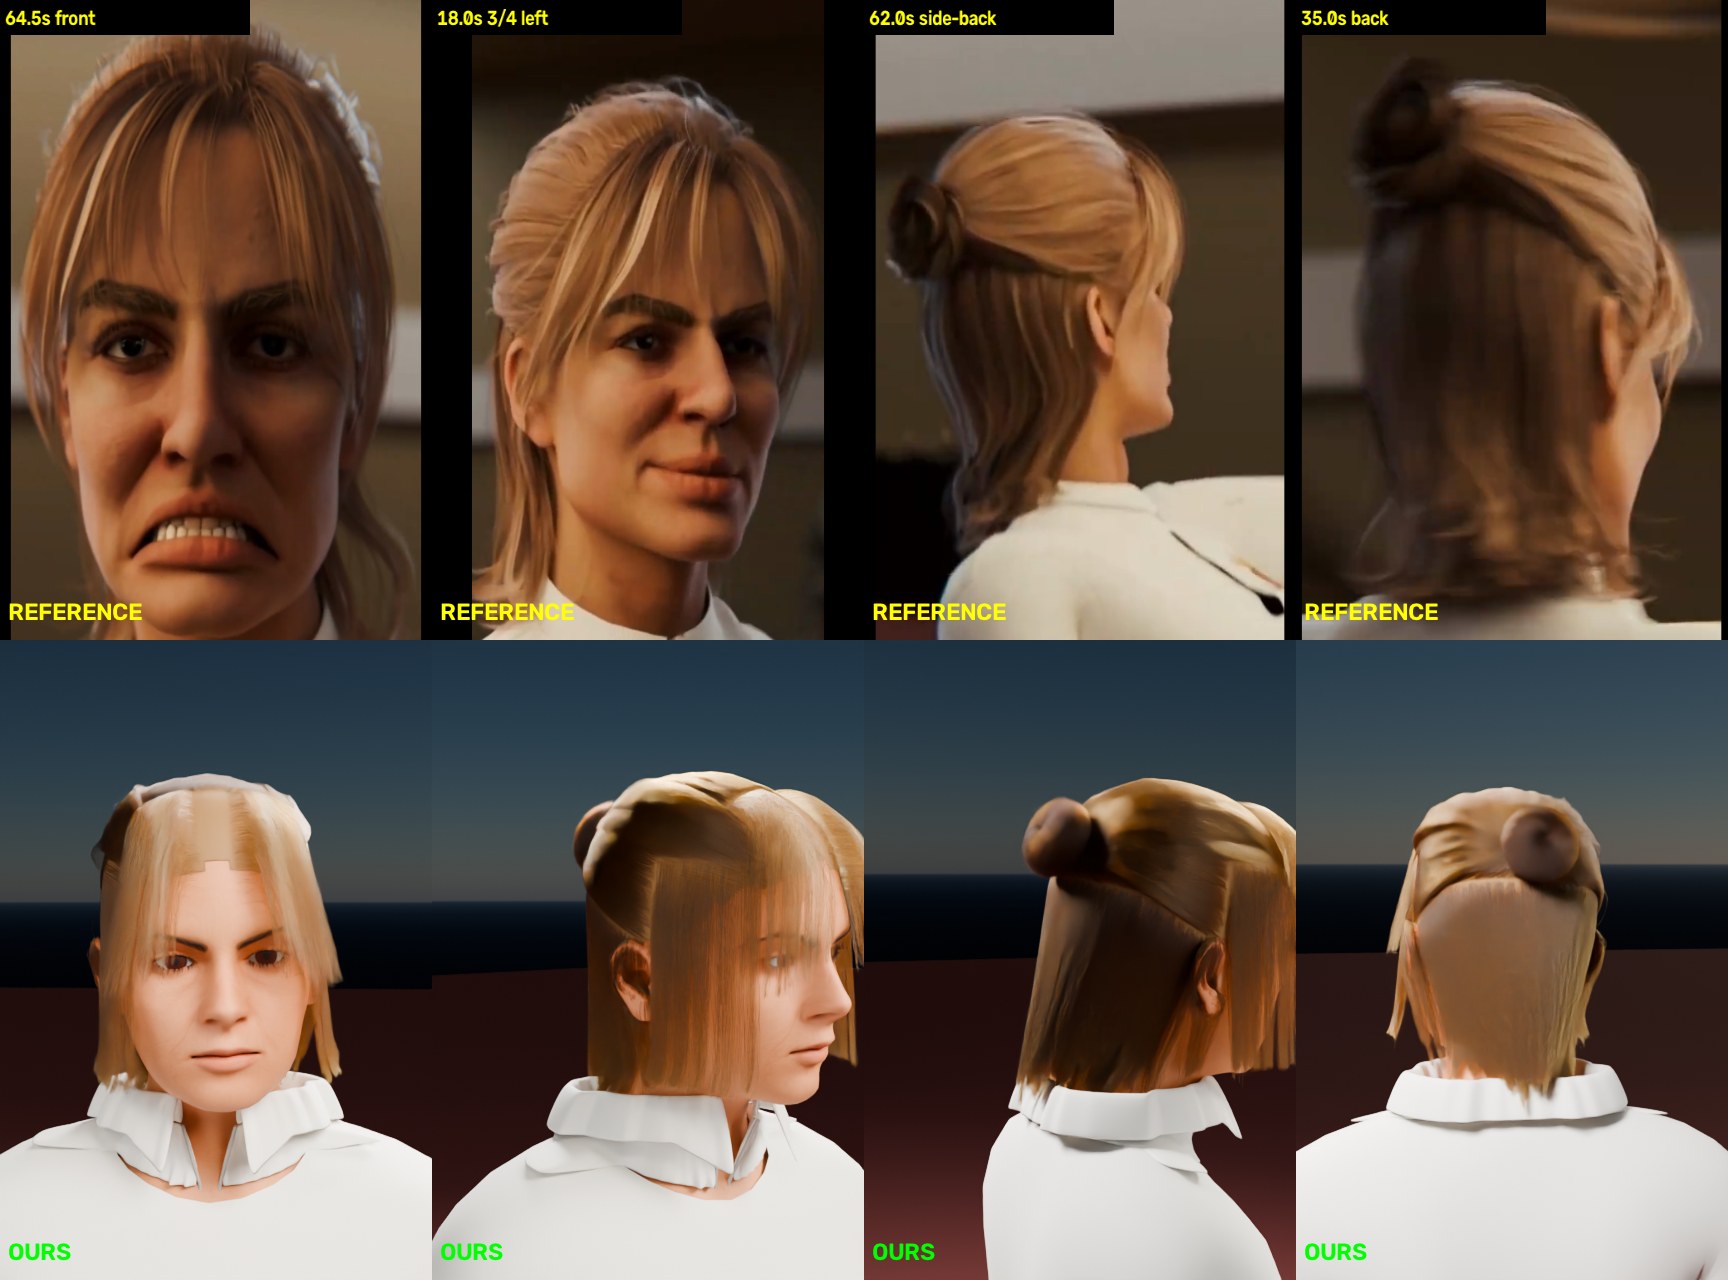 64.5s front
18.0s 3/4 left
62.0s side-back
35.0s back
REFERENCE
REFERENCE
REFERENCE
REFERENCE
OURS
OURS
OURS
OURS